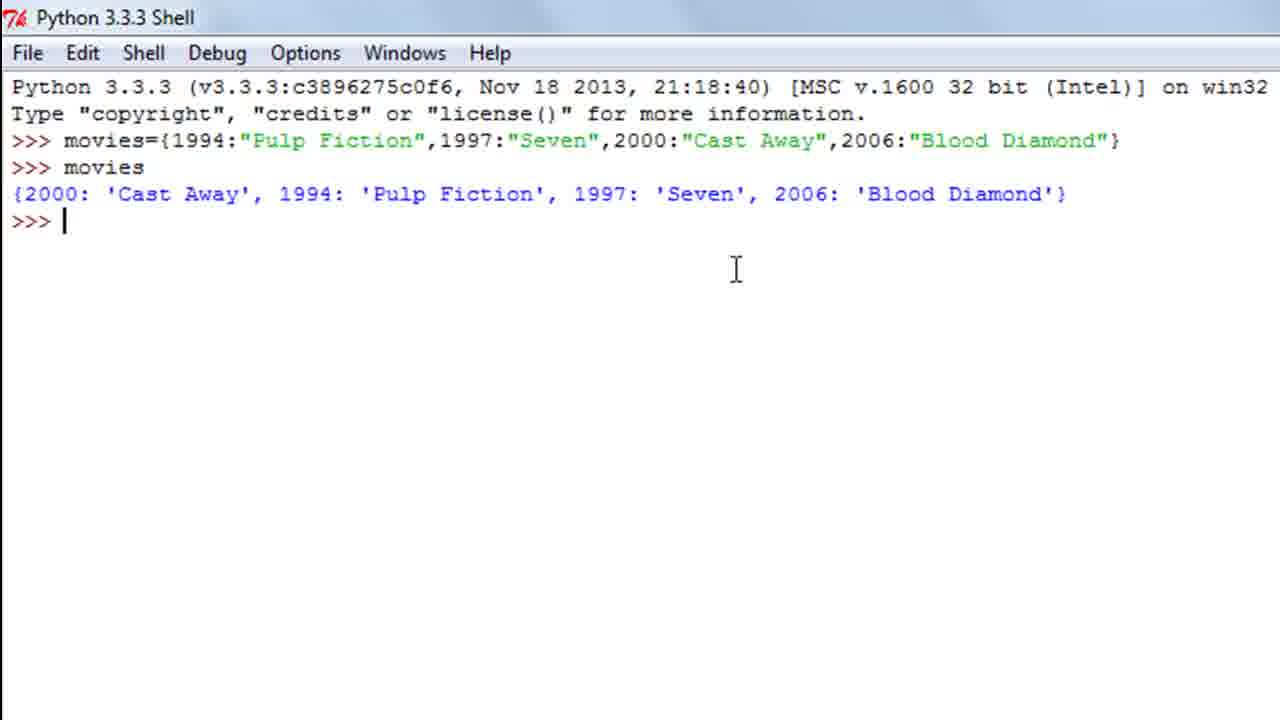 Python 3.3.3 Shell
File Edit Shell Debug Options Windows Help
Python 3.3.3 (v3.3.3:c3896275c0f6, Nov 18 2013, 21:18:40) [MSC v.1600 32 bit (Intel)] on win32
Type "copyright", "credits" or "license()" for more information.
>>> movies={1994:"Pulp Fiction",1997:"Seven",2000:"Cast Away",2006:"Blood Diamond"}
>>> movies
{2000: 'Cast Away', 1994: 'Pulp Fiction', 1997: 'Seven', 2006: 'Blood Diamond'}
>>>